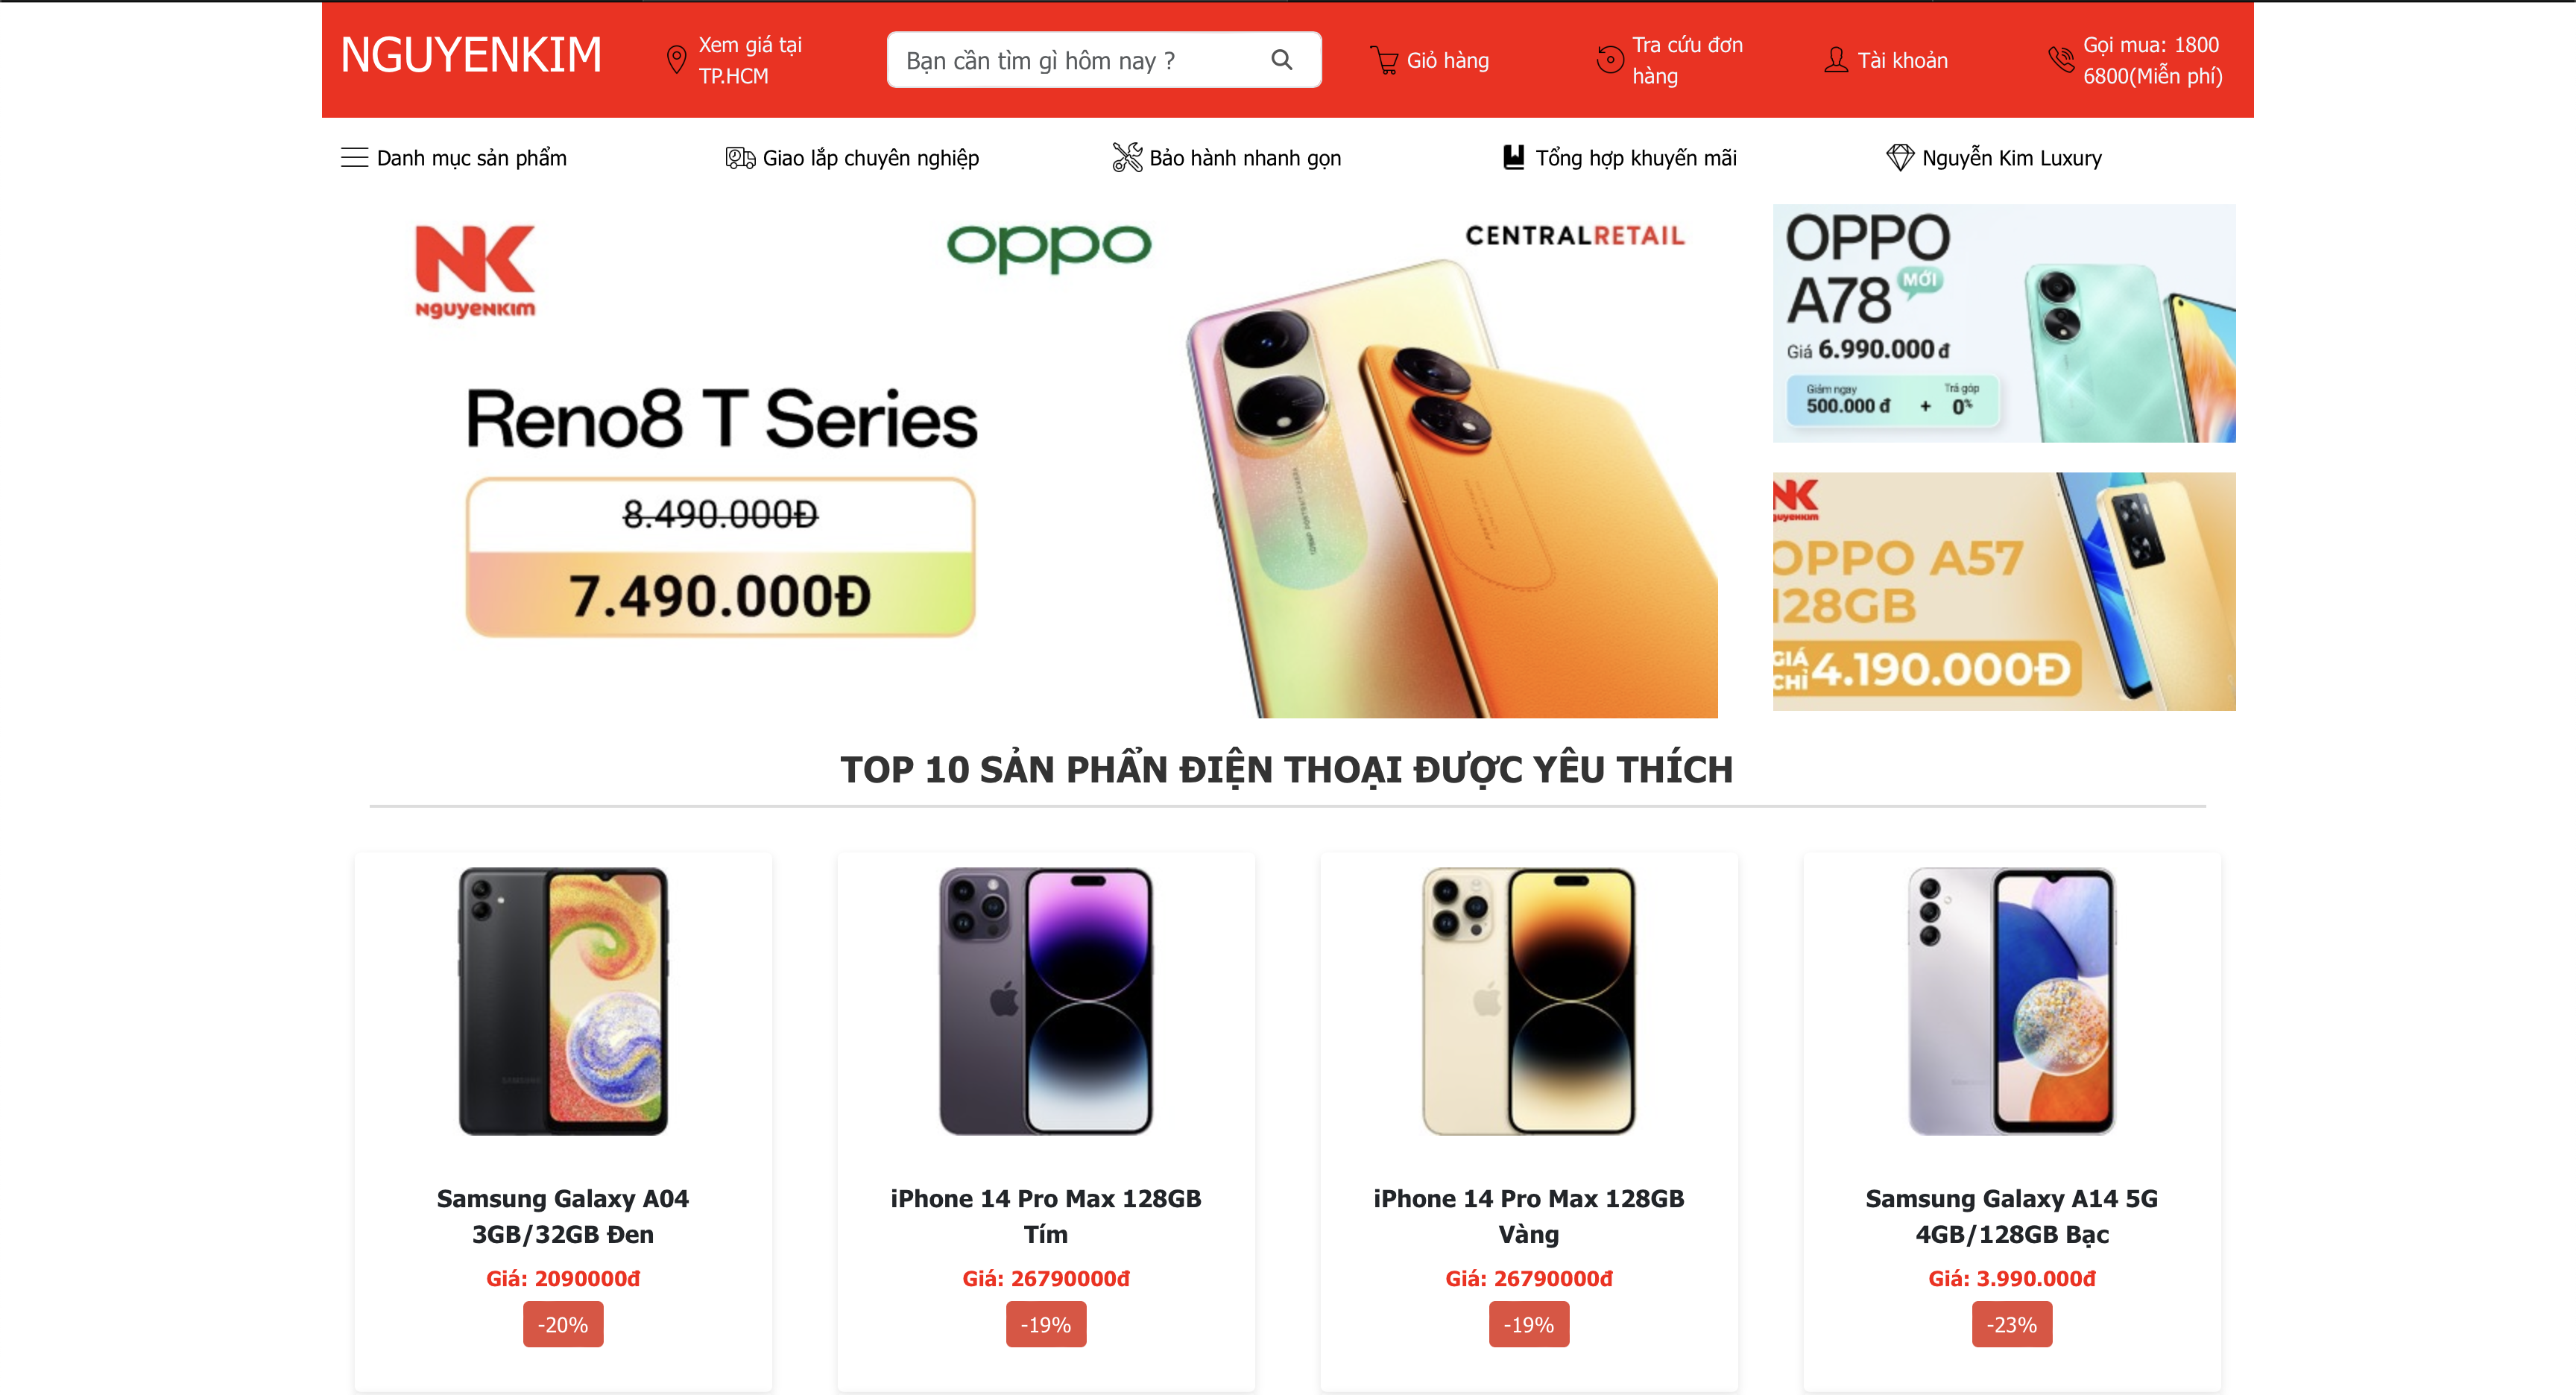 NGUYENKIM
Xem giá tại
TP.HCM
Bạn cần tìm gì hôm nay ?
Giỏ hàng
Tra cứu đơn
hàng
Tài khoản
Gọi mua: 1800
6800(Miễn phí)
Danh mục sản phẩm
Giao lắp chuyên nghiệp
Bảo hành nhanh gọn
Tổng hợp khuyến mãi
Nguyễn Kim Luxury
NK
NGUYENKIM
oppo
CENTRALRETAIL
Reno8 T Series
8.490.000Đ
7.490.000Đ
OPPO
A78 MỚI
Giá 6.990.000 đ
Giảm ngay
500.000 đ
+
Trả góp
0%
NK
OPPO A57
128GB
GIÁ
CHỈ
4.190.000Đ
TOP 10 SẢN PHẨN ĐIỆN THOẠI ĐƯỢC YÊU THÍCH
Samsung Galaxy A04
3GB/32GB Đen
Giá: 2090000đ
-20%
iPhone 14 Pro Max 128GB
Tím
Giá: 26790000đ
-19%
iPhone 14 Pro Max 128GB
Vàng
Giá: 26790000đ
-19%
Samsung Galaxy A14 5G
4GB/128GB Bạc
Giá: 3.990.000đ
-23%